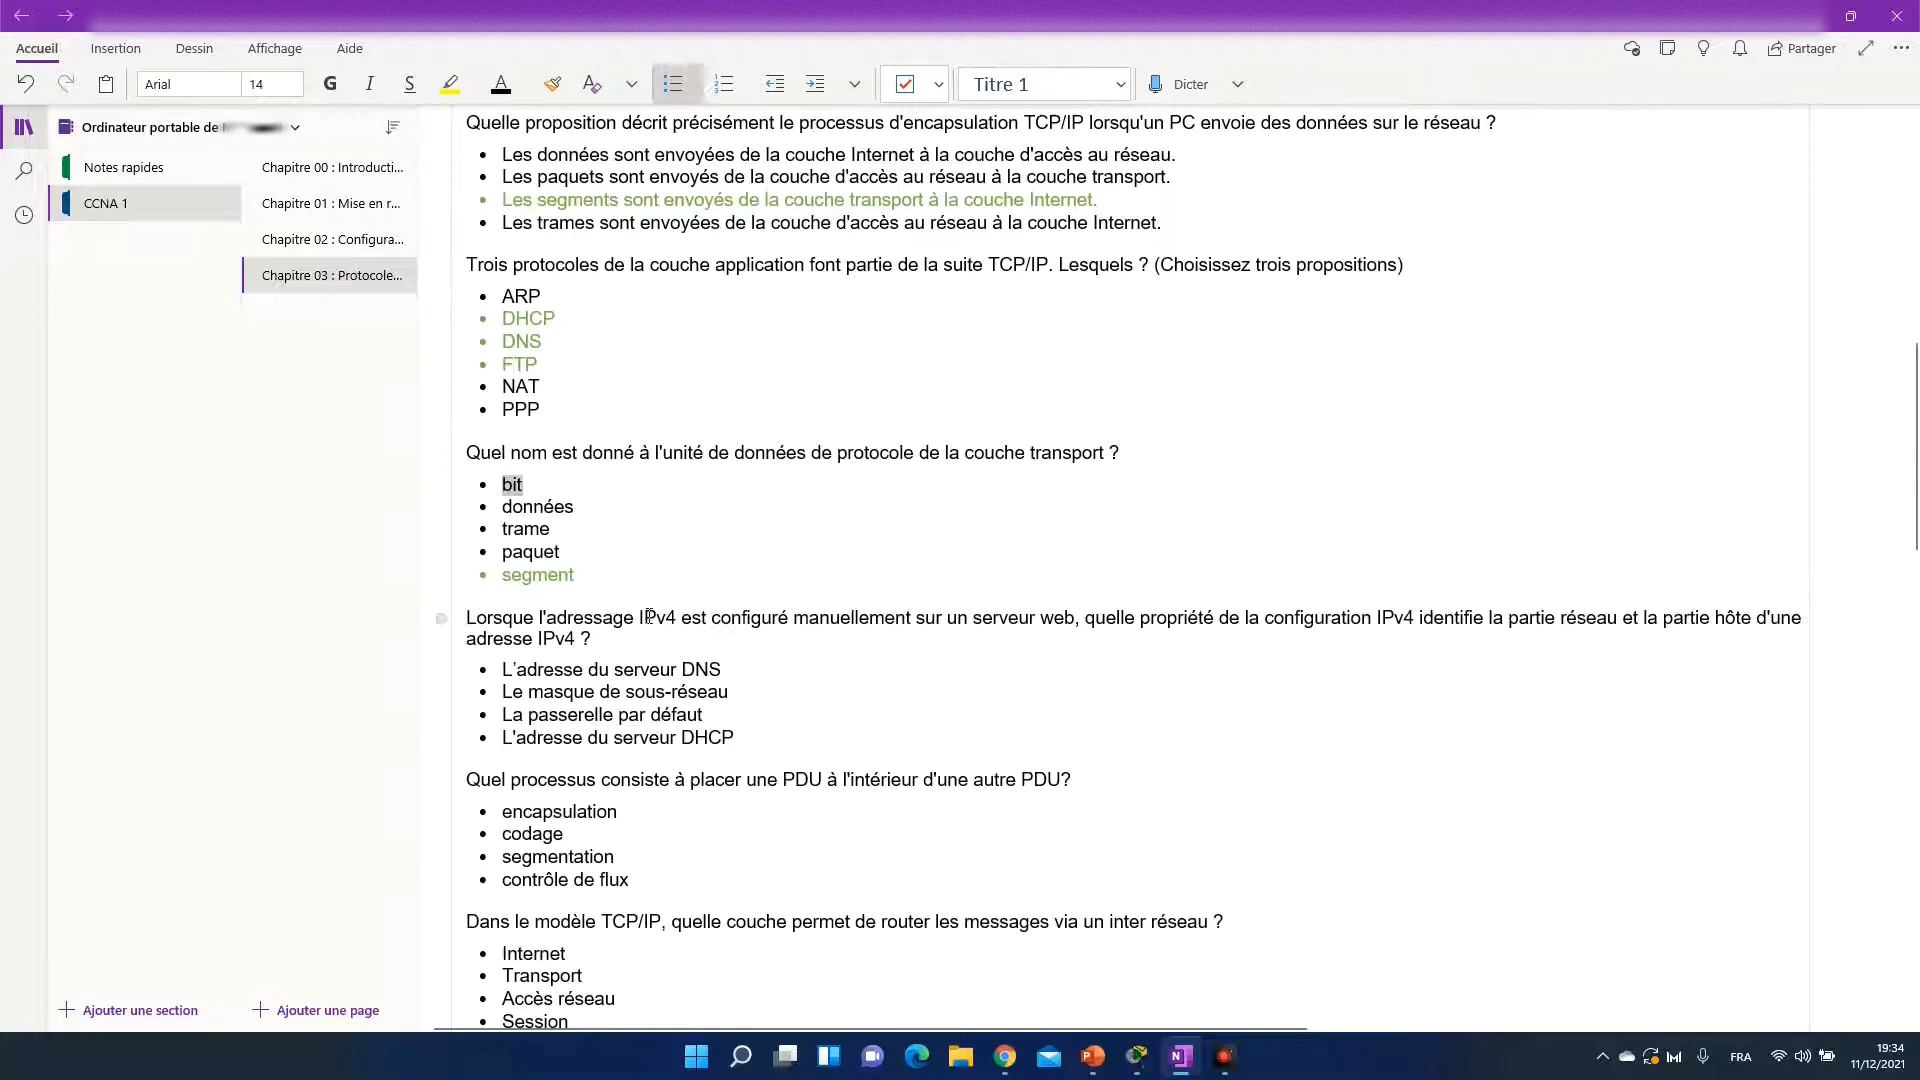 Accueil Insertion Dessin Affichage Aide
Partager
Arial 14 G I S A A Titre 1 Dicter
Ordinateur portable de
Notes rapides
CCNA 1
Chapitre 00 : Introducti...
Chapitre 01 : Mise en r...
Chapitre 02 : Configura...
Chapitre 03 : Protocole...
Quelle proposition décrit précisément le processus d'encapsulation TCP/IP lorsqu'un PC envoie des données sur le réseau ?
• Les données sont envoyées de la couche Internet à la couche d'accès au réseau.
• Les paquets sont envoyés de la couche d'accès au réseau à la couche transport.
• Les segments sont envoyés de la couche transport à la couche Internet.
• Les trames sont envoyées de la couche d'accès au réseau à la couche Internet.
Trois protocoles de la couche application font partie de la suite TCP/IP. Lesquels ? (Choisissez trois propositions)
• ARP
• DHCP
• DNS
• FTP
• NAT
• PPP
Quel nom est donné à l'unité de données de protocole de la couche transport ?
• bit
• données
• trame
• paquet
• segment
Lorsque l'adressage IPv4 est configuré manuellement sur un serveur web, quelle propriété de la configuration IPv4 identifie la partie réseau et la partie hôte d'une
adresse IPv4 ?
• L'adresse du serveur DNS
• Le masque de sous-réseau
• La passerelle par défaut
• L'adresse du serveur DHCP
Quel processus consiste à placer une PDU à l'intérieur d'une autre PDU?
• encapsulation
• codage
• segmentation
• contrôle de flux
Dans le modèle TCP/IP, quelle couche permet de router les messages via un inter réseau ?
• Internet
• Transport
• Accès réseau
• Session
Ajouter une section
Ajouter une page
FRA
19:34
11/12/2021